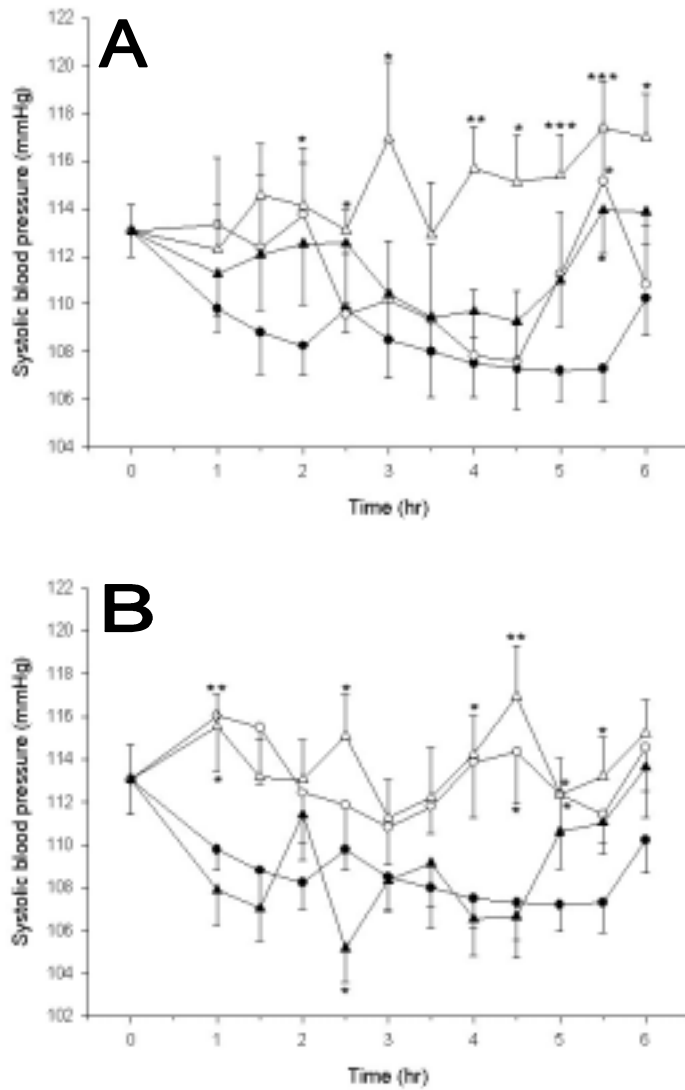 A
Systolic blood pressure (mmHg)
122
120
118
116
114
112
110
108
106
104
* * ** * *** *** *
* * *
0 1 2 3 4 5 6
Time (hr)
B
Systolic blood pressure (mmHg)
122
120
118
116
114
112
110
108
106
104
102
** * * ** *
* * * *
*
0 1 2 3 4 5 6
Time (hr)